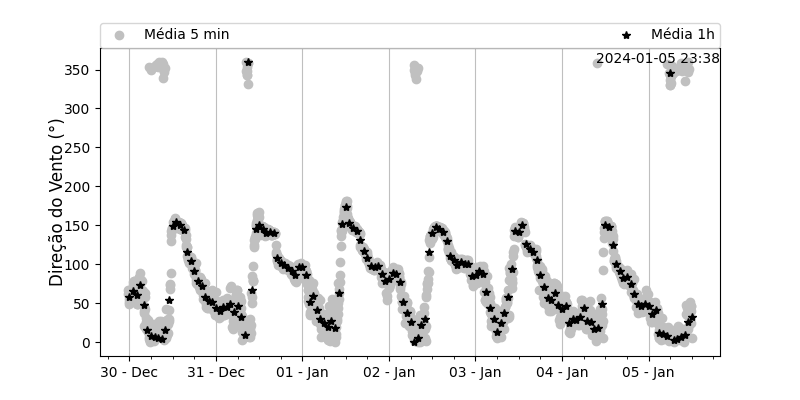 Média 5 min
Média 1h
2024-01-05 23:38
Direção do Vento (°)
350
300
250
200
150
100
50
0
30 - Dec
31 - Dec
01 - Jan
02 - Jan
03 - Jan
04 - Jan
05 - Jan